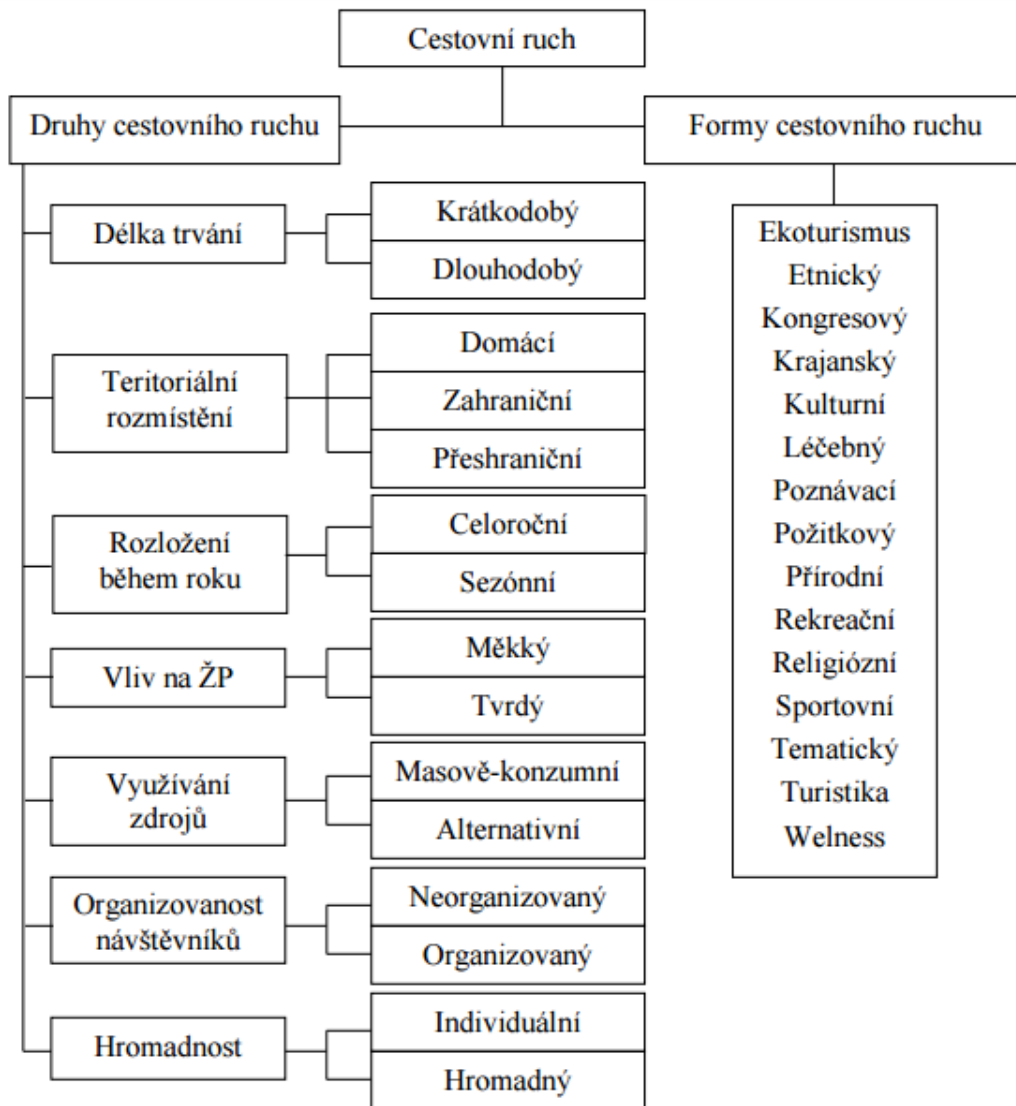 Cestovní ruch
Druhy cestovního ruchu
Formy cestovního ruchu
Délka trvání
Krátkodobý
Dlouhodobý
Teritoriální
rozmístění
Domácí
Zahraniční
Přeshraniční
Rozložení
během roku
Celoroční
Sezónní
Vliv na ŽP
Měkký
Tvrdý
Využívání
zdrojů
Masově-konzumní
Alternativní
Organizovanost
návštěvníků
Neorganizovaný
Organizovaný
Hromadnost
Individuální
Hromadný
Ekoturismus
Etnický
Kongresový
Krajanský
Kulturní
Léčebný
Poznávací
Požitkový
Přírodní
Rekreační
Religiózní
Sportovní
Tematický
Turistika
Welness